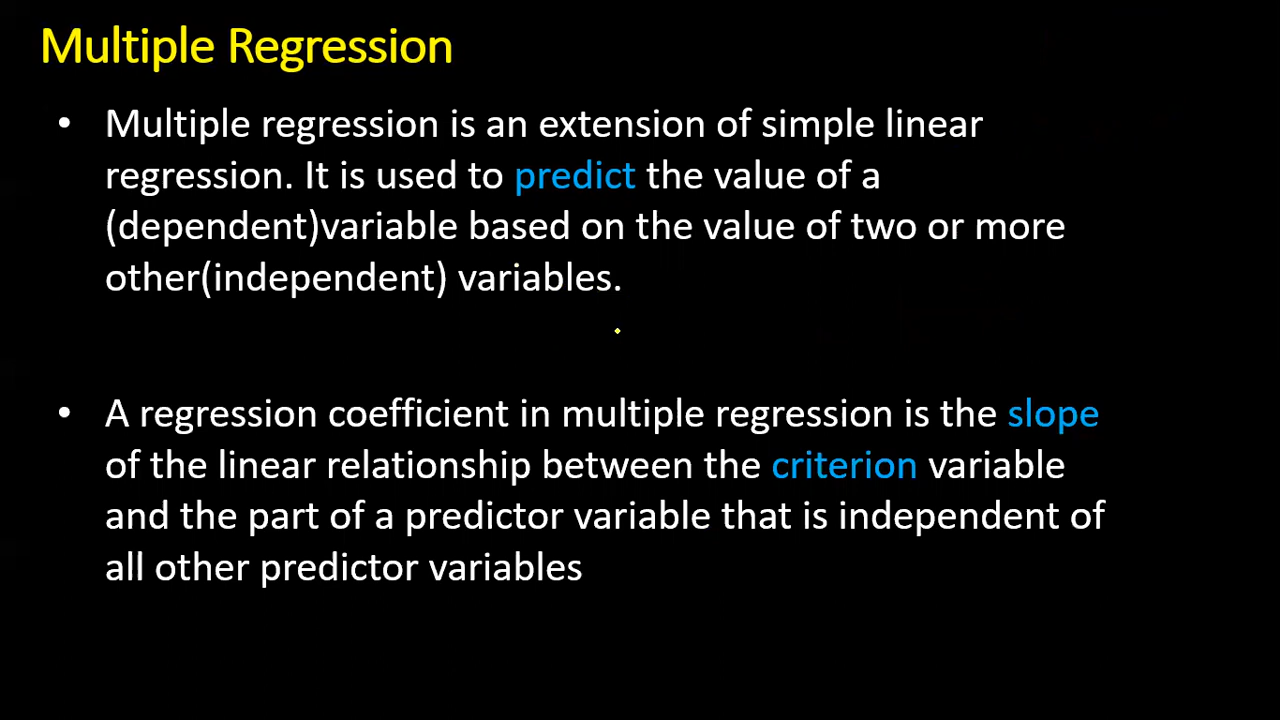 Multiple Regression
• Multiple regression is an extension of simple linear
regression. It is used to predict the value of a
(dependent)variable based on the value of two or more
other(independent) variables.
• A regression coefficient in multiple regression is the slope
of the linear relationship between the criterion variable
and the part of a predictor variable that is independent of
all other predictor variables